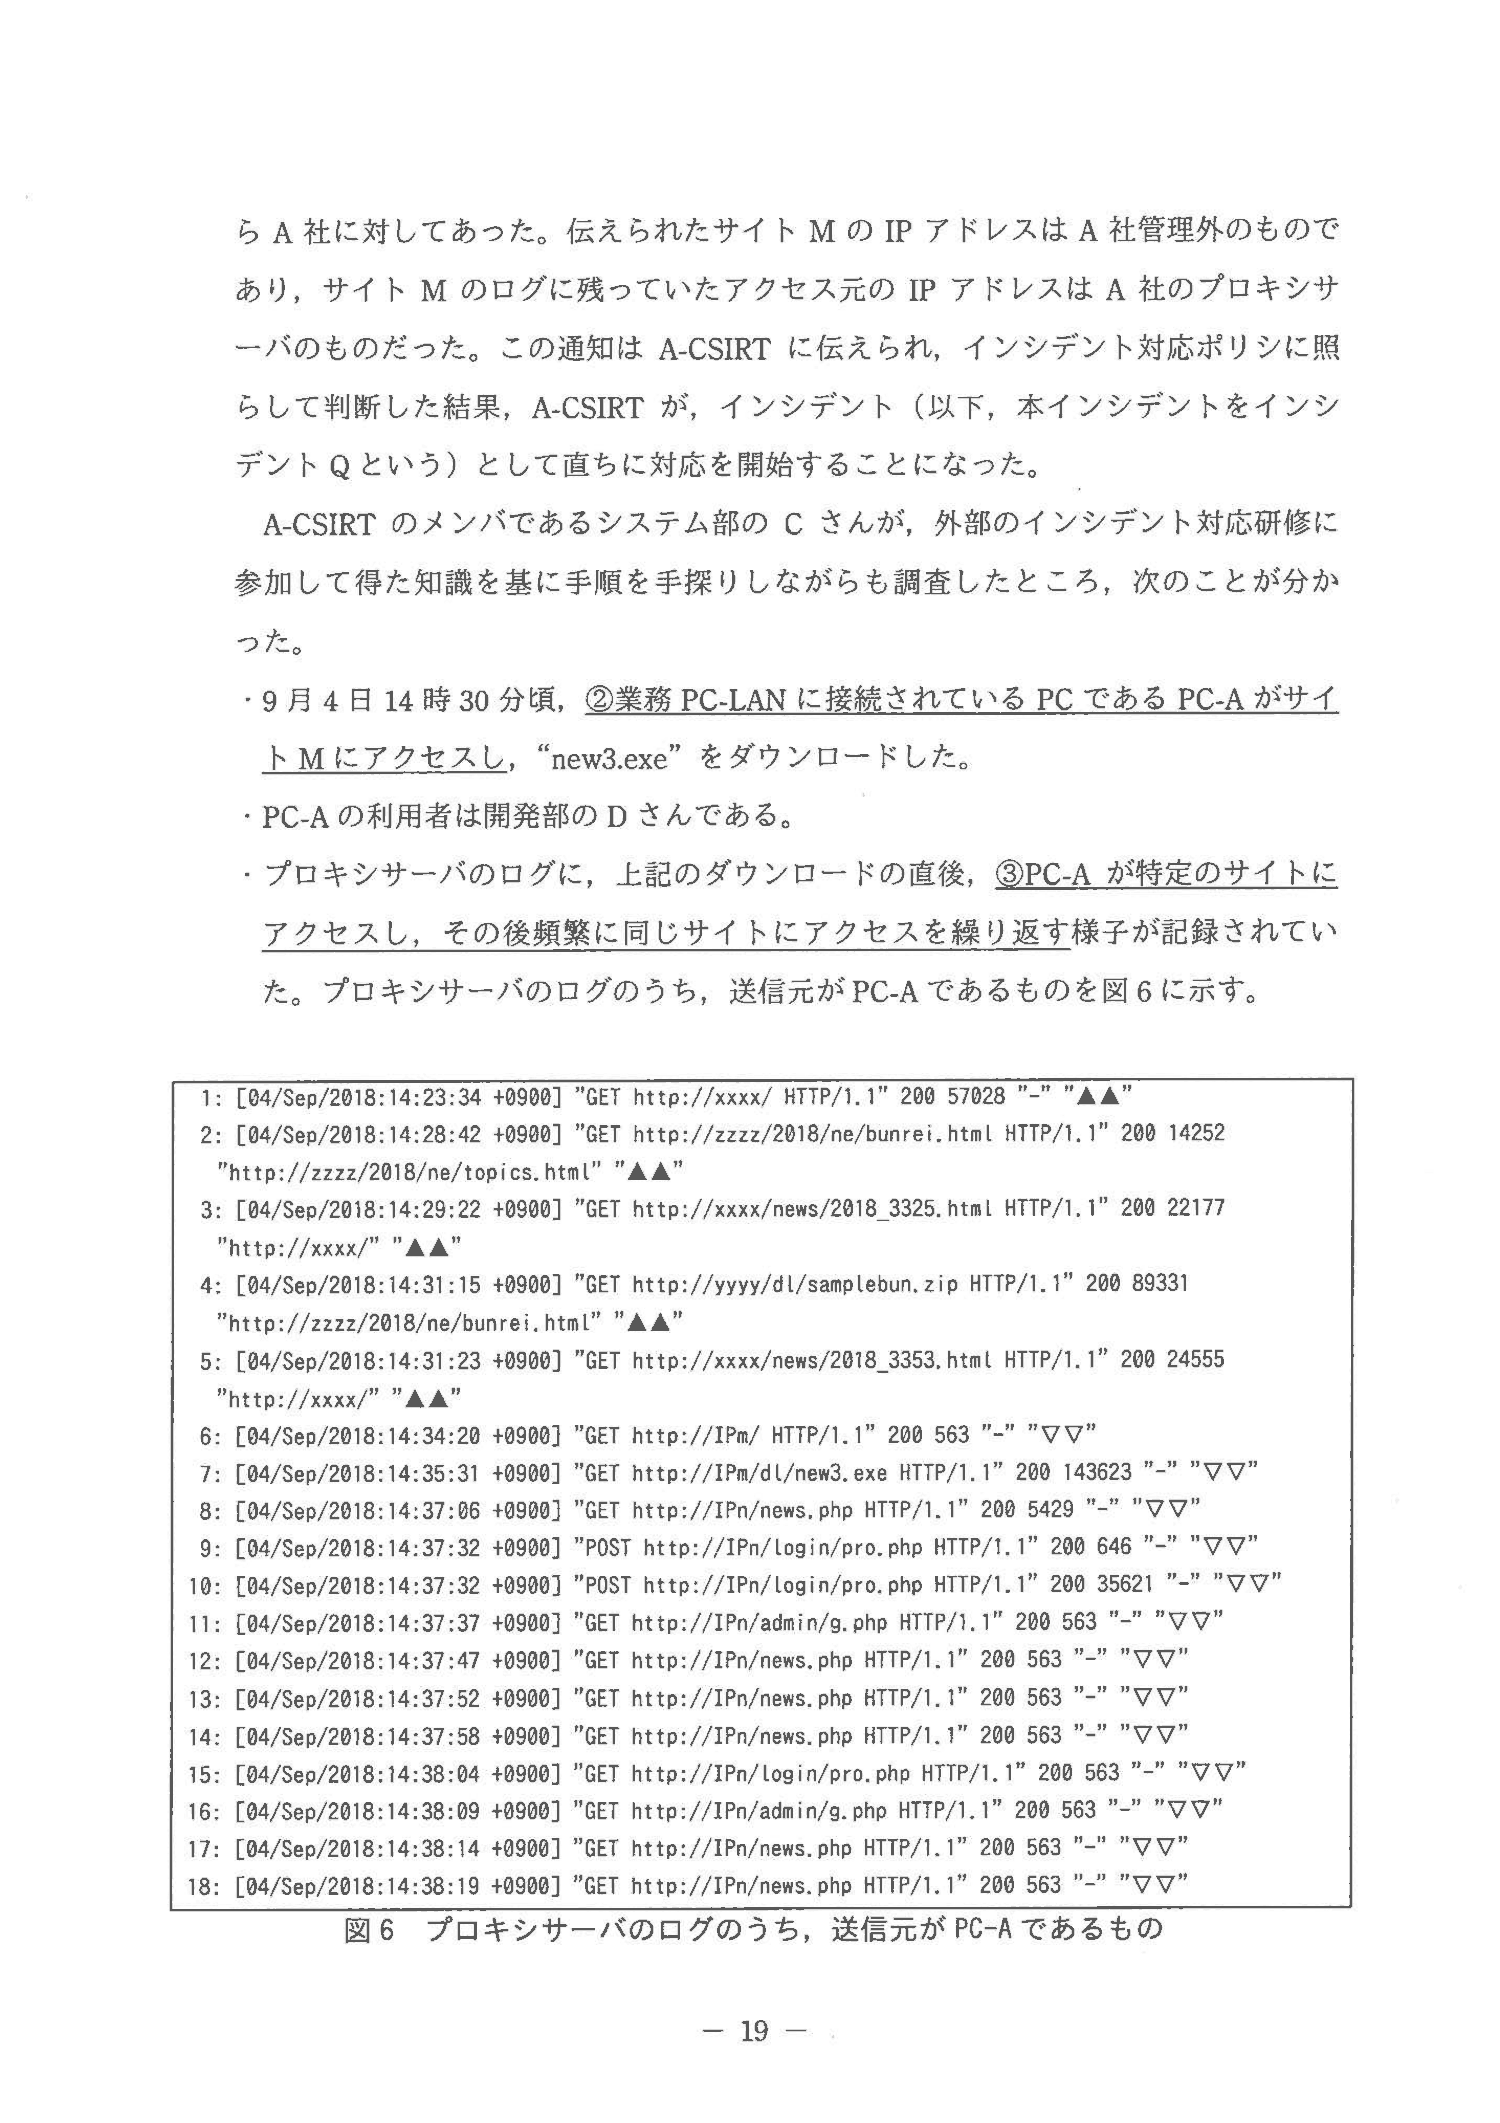 ら A 社に対してあった。伝えられたサイト M の IP アドレスは A 社管理外のもので
あり，サイト M のログに残っていたアクセス元の IP アドレスは A 社のプロキシサ
ーバのものだった。この通知は A-CSIRT に伝えられ，インシデント対応ポリシに照
らして判断した結果，A-CSIRT が，インシデント（以下，本インシデントをインシ
デント Q という）として直ちに対応を開始することになった。
A-CSIRT のメンバであるシステム部の C さんが，外部のインシデント対応研修に
参加して得た知識を基に手順を手探りしながらも調査したところ，次のことが分か
った。
・9 月 4 日 14 時 30 分頃，②業務 PC-LAN に接続されている PC である PC-A がサイ
ト M にアクセスし，“new3.exe” をダウンロードした。
・PC-A の利用者は開発部の D さんである。
・プロキシサーバのログに，上記のダウンロードの直後，③PC-A が特定のサイトに
アクセスし，その後頻繁に同じサイトにアクセスを繰り返す様子が記録されてい
た。プロキシサーバのログのうち，送信元が PC-A であるものを図 6 に示す。
1: [04/Sep/2018:14:23:34 +0900] ”GET http://xxxx/ HTTP/1.1” 200 57028 ”-” ”▲▲”
2: [04/Sep/2018:14:28:42 +0900] ”GET http://zzzz/2018/ne/bunrei.html HTTP/1.1” 200 14252
”http://zzzz/2018/ne/topics.html” ”▲▲”
3: [04/Sep/2018:14:29:22 +0900] ”GET http://xxxx/news/2018_3325.html HTTP/1.1” 200 22177
”http://xxxx/” ”▲▲”
4: [04/Sep/2018:14:31:15 +0900] ”GET http://yyyy/dl/samplebun.zip HTTP/1.1” 200 89331
”http://zzzz/2018/ne/bunrei.html” ”▲▲”
5: [04/Sep/2018:14:31:23 +0900] ”GET http://xxxx/news/2018_3353.html HTTP/1.1” 200 24555
”http://xxxx/” ”▲▲”
6: [04/Sep/2018:14:34:20 +0900] ”GET http://IPm/ HTTP/1.1” 200 563 ”-” ”▽▽”
7: [04/Sep/2018:14:35:31 +0900] ”GET http://IPm/dl/new3.exe HTTP/1.1” 200 143623 ”-” ”▽▽”
8: [04/Sep/2018:14:37:06 +0900] ”GET http://IPn/news.php HTTP/1.1” 200 5429 ”-” ”▽▽”
9: [04/Sep/2018:14:37:32 +0900] ”POST http://IPn/login/pro.php HTTP/1.1” 200 646 ”-” ”▽▽”
10: [04/Sep/2018:14:37:32 +0900] ”POST http://IPn/login/pro.php HTTP/1.1” 200 35621 ”-” ”▽▽”
11: [04/Sep/2018:14:37:37 +0900] ”GET http://IPn/admin/g.php HTTP/1.1” 200 563 ”-” ”▽▽”
12: [04/Sep/2018:14:37:47 +0900] ”GET http://IPn/news.php HTTP/1.1” 200 563 ”-” ”▽▽”
13: [04/Sep/2018:14:37:52 +0900] ”GET http://IPn/news.php HTTP/1.1” 200 563 ”-” ”▽▽”
14: [04/Sep/2018:14:37:58 +0900] ”GET http://IPn/news.php HTTP/1.1” 200 563 ”-” ”▽▽”
15: [04/Sep/2018:14:38:04 +0900] ”GET http://IPn/login/pro.php HTTP/1.1” 200 563 ”-” ”▽▽”
16: [04/Sep/2018:14:38:09 +0900] ”GET http://IPn/admin/g.php HTTP/1.1” 200 563 ”-” ”▽▽”
17: [04/Sep/2018:14:38:14 +0900] ”GET http://IPn/news.php HTTP/1.1” 200 563 ”-” ”▽▽”
18: [04/Sep/2018:14:38:19 +0900] ”GET http://IPn/news.php HTTP/1.1” 200 563 ”-” ”▽▽”
図 6　プロキシサーバのログのうち，送信元が PC-A であるもの
－ 19 －